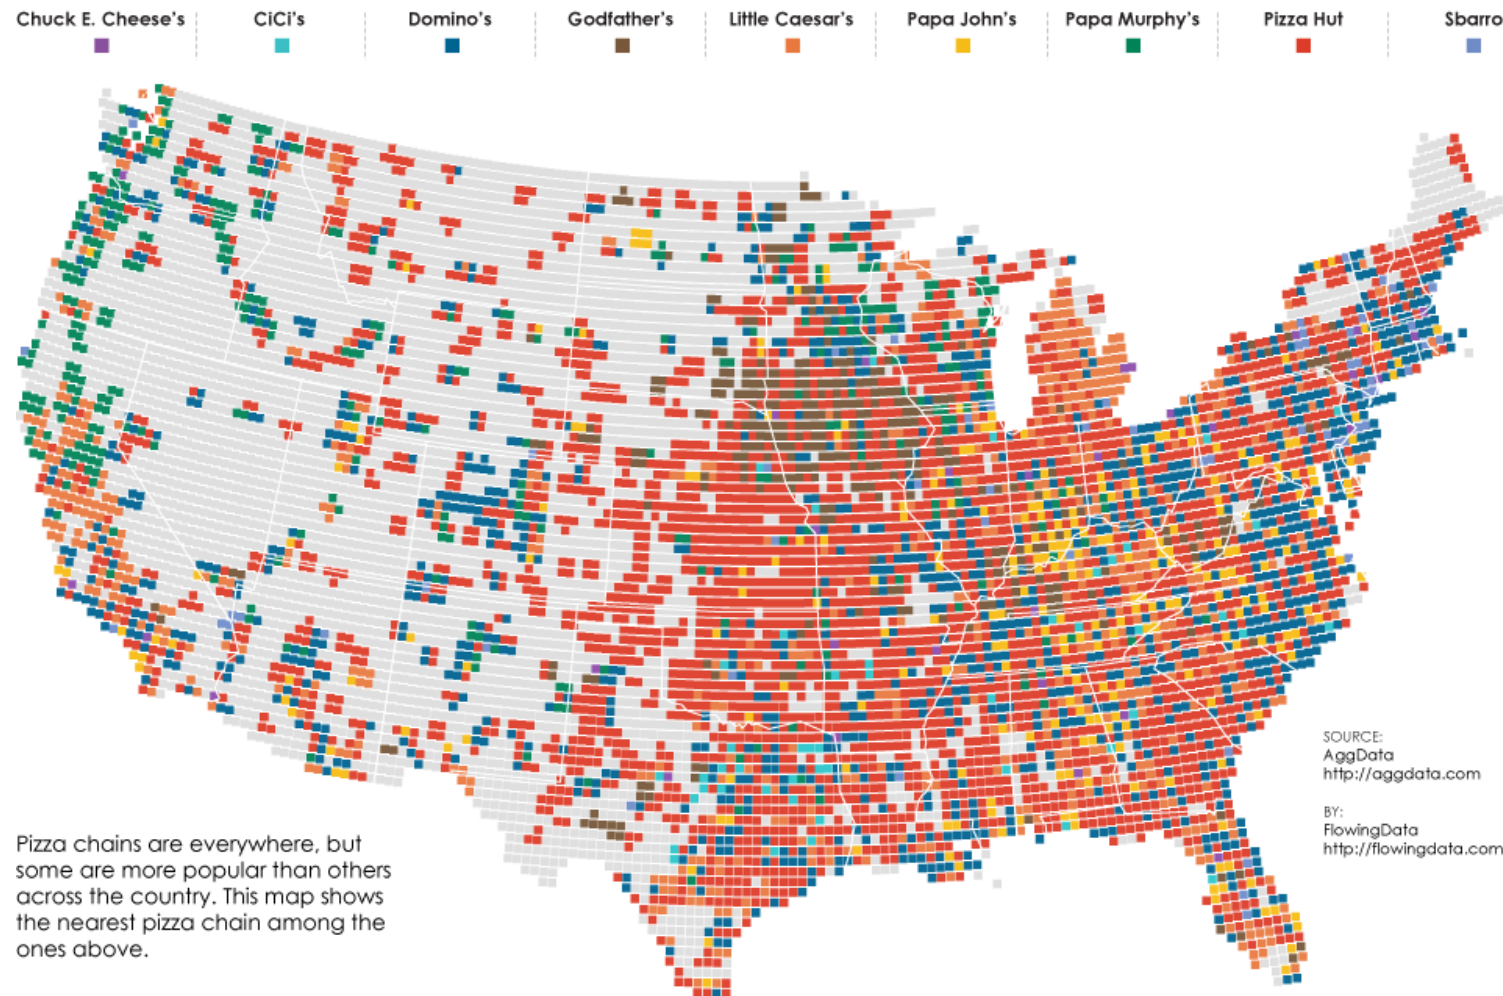 Chuck E. Cheese's CiCi's Domino's Godfather's Little Caesar's Papa John's Papa Murphy's Pizza Hut Sbarro
SOURCE:
AggData
http://aggdata.com
BY:
FlowingData
http://flowingdata.com
Pizza chains are everywhere, but
some are more popular than others
across the country. This map shows
the nearest pizza chain among the
ones above.